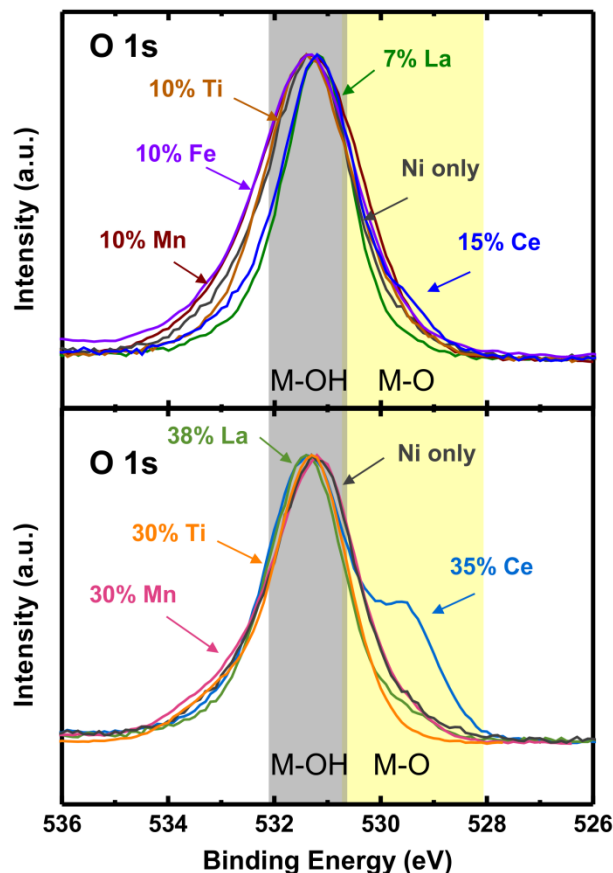 O 1s
7% La
10% Ti
10% Fe
Ni only
10% Mn
15% Ce
M-OH
M-O
Intensity (a.u.)
O 1s
38% La
Ni only
30% Ti
35% Ce
30% Mn
M-OH
M-O
Intensity (a.u.)
536
534
532
530
528
526
Binding Energy (eV)